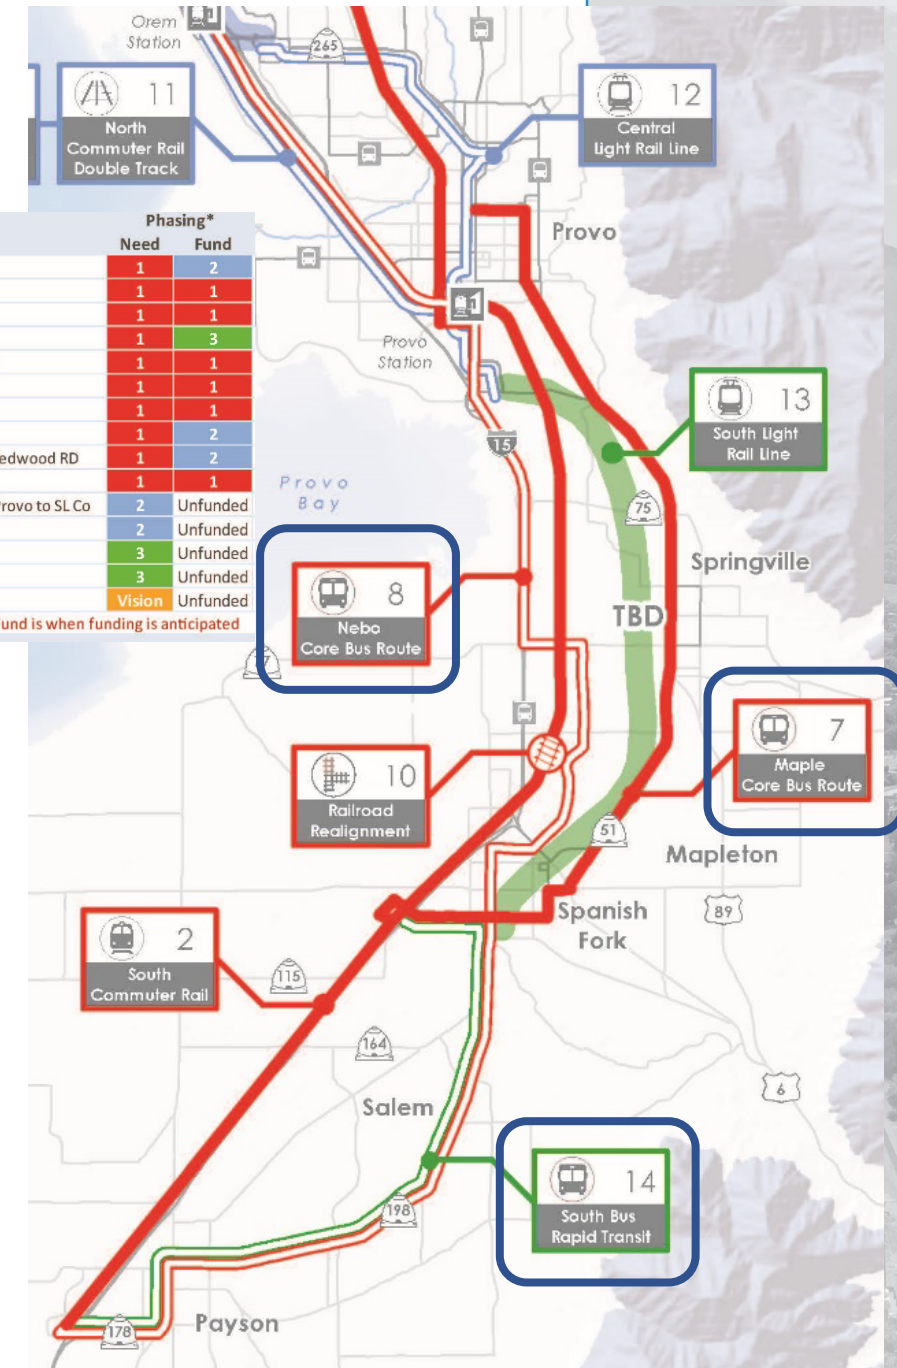 Orem
Station
265
11
North
Commuter Rail
Double Track
12
Central
Light Rail Line
Phasing*
Need Fund
1 2
1 1
1 1
1 3
1 1
1 1
1 1
1 2
edwood RD 1 2
1 1
rovo to SL Co 2 Unfunded
2 Unfunded
3 Unfunded
3 Unfunded
Vision Unfunded
und is when funding is anticipated
Provo
Provo
Station
13
South Light
Rail Line
15
Provo
Bay
75
Springville
8
Nebo
Core Bus Route
TBD
7
Maple
Core Bus Route
10
Railroad
Realignment
51
Mapleton
Spanish
Fork
89
2
South
Commuter Rail
115
164
6
Salem
14
South Bus
Rapid Transit
198
Payson
178